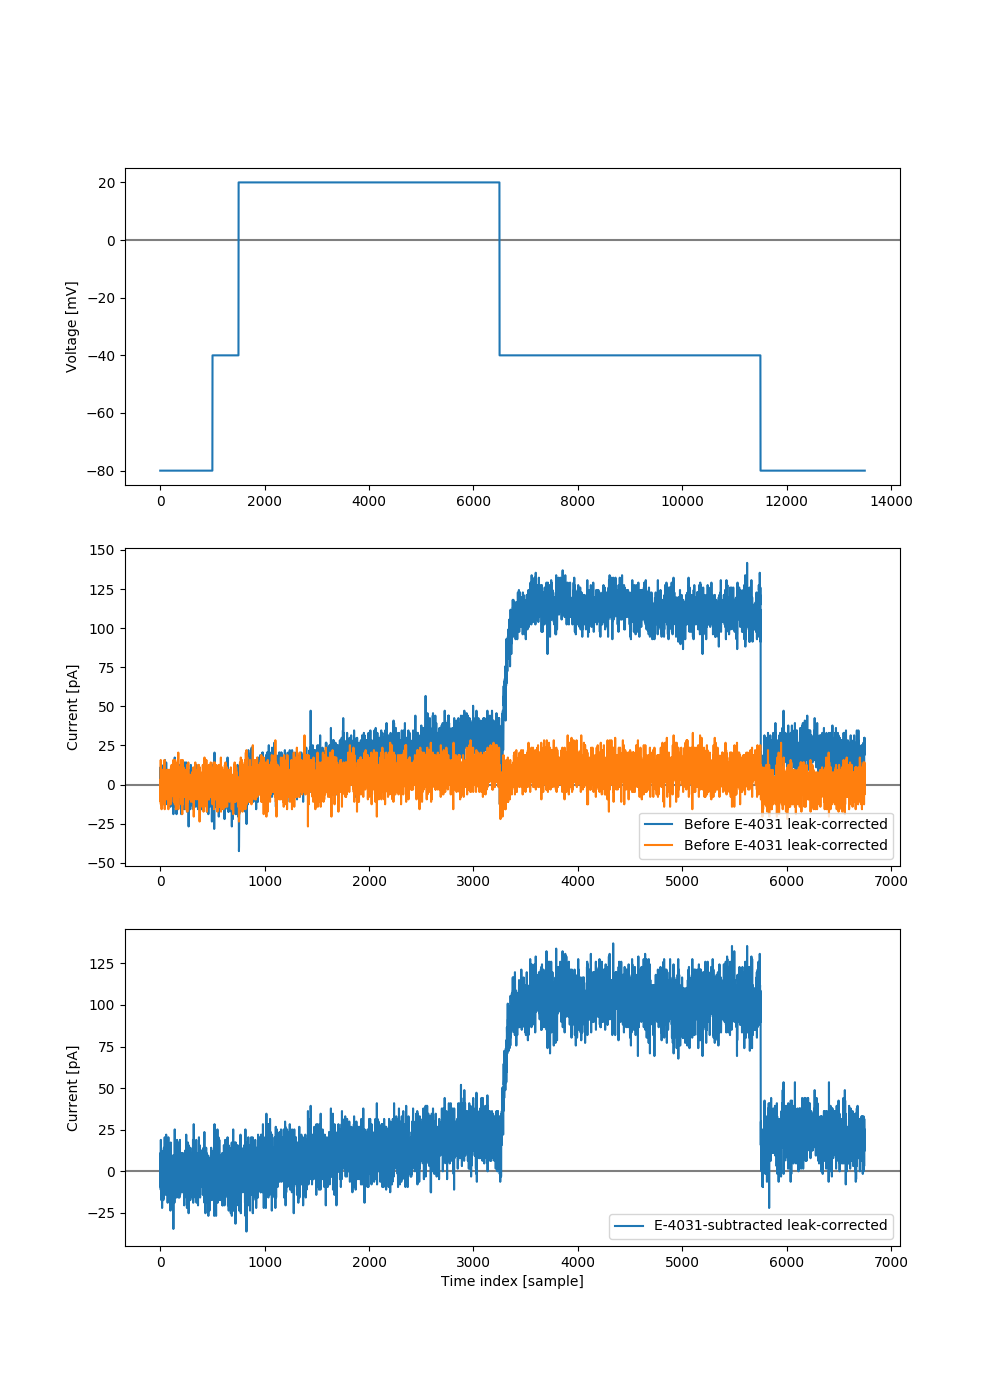 20
0
−20
−40
−60
−80
Voltage [mV]
0 2000 4000 6000 8000 10000 12000 14000
150
125
100
75
50
25
0
−25
−50
Current [pA]
Before E-4031 leak-corrected
Before E-4031 leak-corrected
0 1000 2000 3000 4000 5000 6000 7000
125
100
75
50
25
0
−25
Current [pA]
E-4031-subtracted leak-corrected
0 1000 2000 3000 4000 5000 6000 7000
Time index [sample]